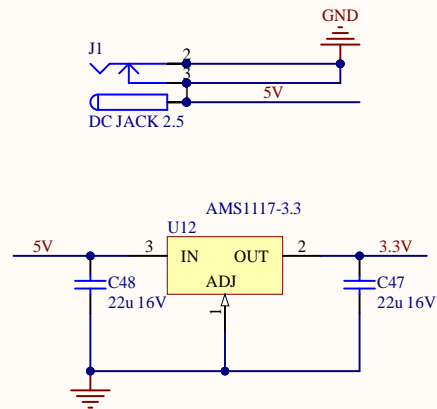 GND
J1
2
3
5V
DC JACK 2.5
AMS1117-3.3
U12
5V
3
IN
OUT
2
3.3V
ADJ
C48
22u 16V
1
C47
22u 16V